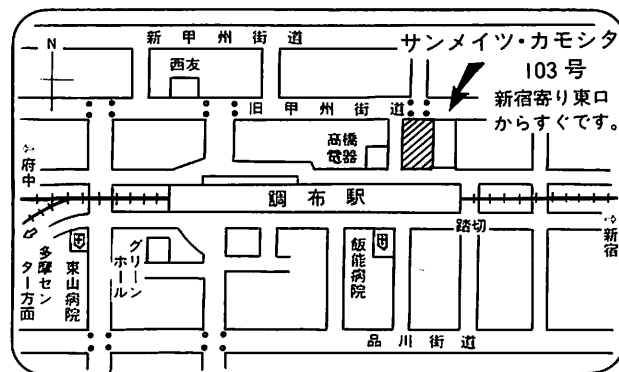 新甲州街道
サンメイツ・カモシタ
103号
新宿寄り東口
からすぐです。
N
西友
旧甲州街道
高橋
電器
⇦府中
調布駅
踏切
⇨新宿
⇦多摩セン
ター方面
東山病院
グリーン
ホール
飯能病院
品川街道